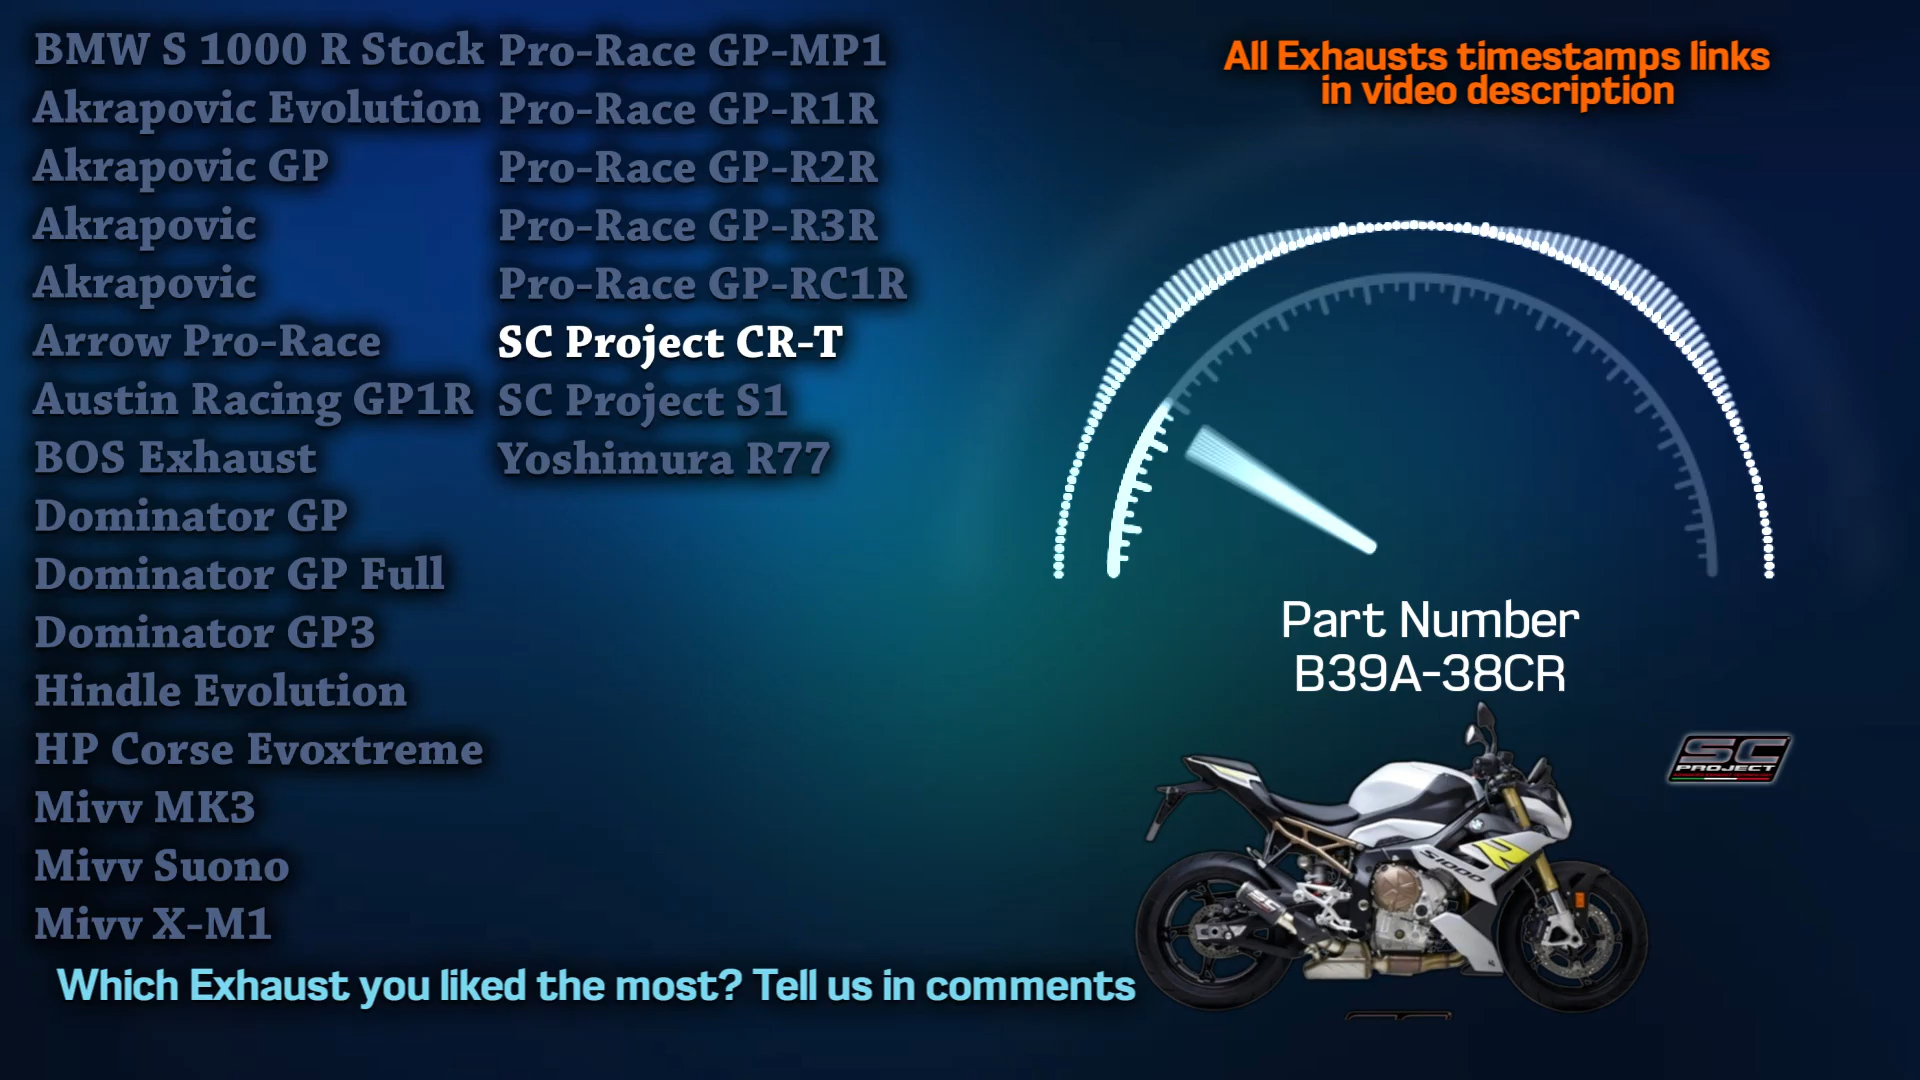 BMW S 1000 R Stock
Akrapovic Evolution
Akrapovic GP
Akrapovic
Akrapovic
Arrow Pro-Race
Austin Racing GP1R
BOS Exhaust
Dominator GP
Dominator GP Full
Dominator GP3
Hindle Evolution
HP Corse Evoxtreme
Mivv MK3
Mivv Suono
Mivv X-M1
Pro-Race GP-MP1
Pro-Race GP-R1R
Pro-Race GP-R2R
Pro-Race GP-R3R
Pro-Race GP-RC1R
SC Project CR-T
SC Project S1
Yoshimura R77
All Exhausts timestamps links
in video description
Part Number
B39A-38CR
SC
PROJECT
S1000 R
SC
Which Exhaust you liked the most? Tell us in comments